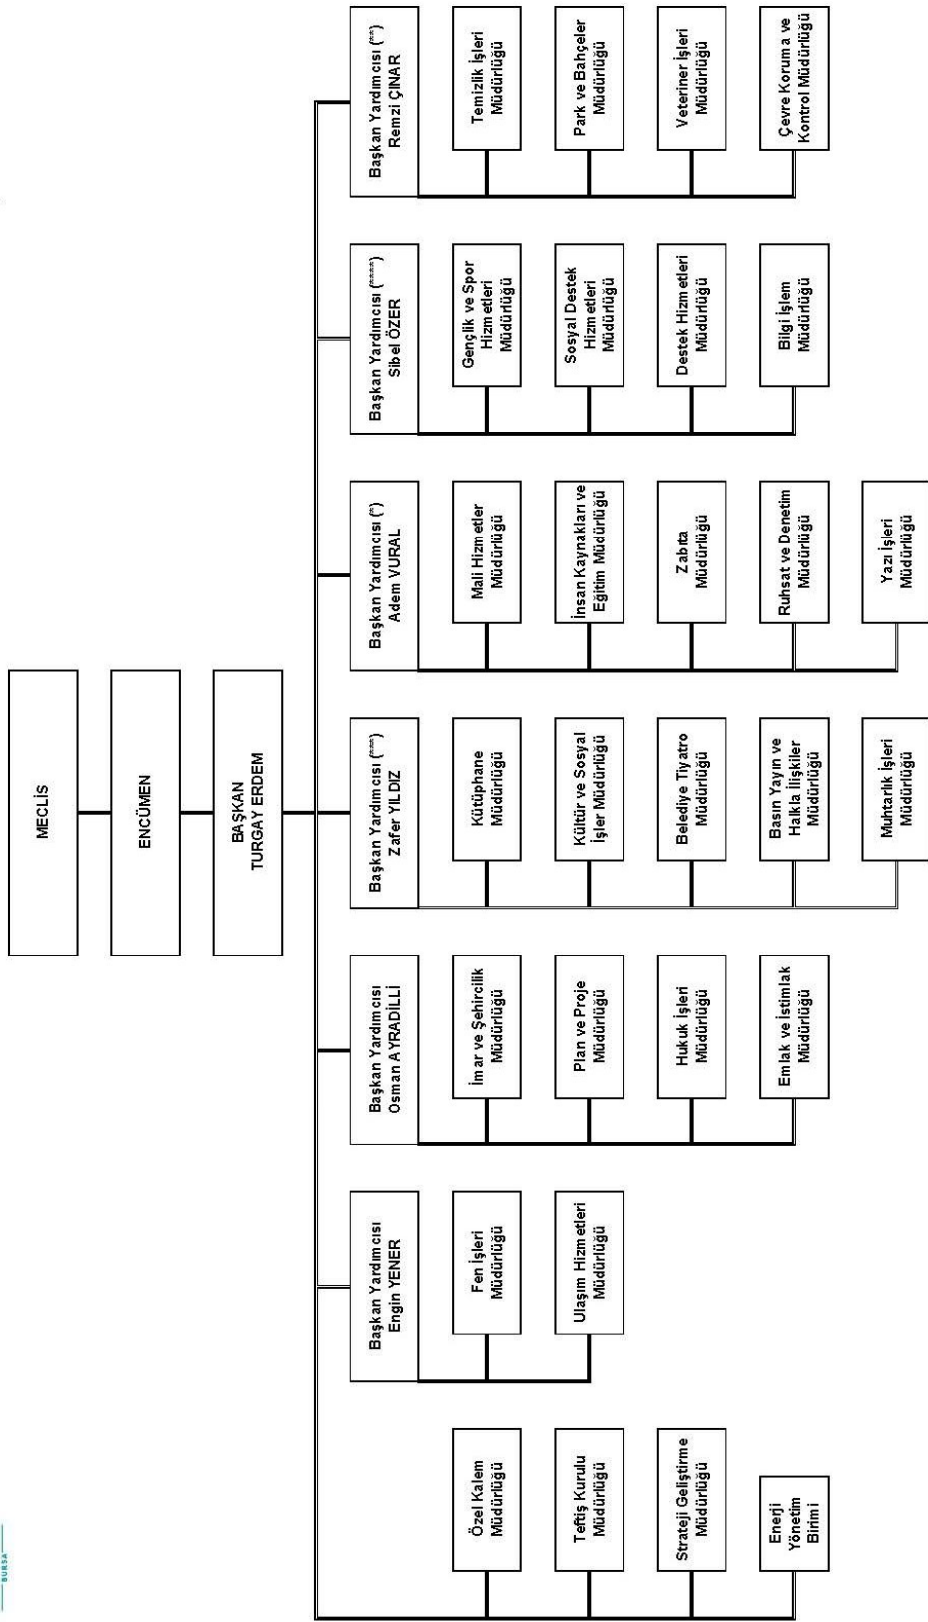 BURSA
MECLİS
ENCÜMEN
BAŞKAN
TURGAY ERDEM
Özel Kalem
Müdürlüğü
Teftiş Kurulu
Müdürlüğü
Strateji Geliştirme
Müdürlüğü
Enerji
Yönetim
Birimi
Başkan Yardımcısı
Engin YENER
Fen İşleri
Müdürlüğü
Ulaşım Hizmetleri
Müdürlüğü
Başkan Yardımcısı
Osman AYRADİLLİ
İmar ve Şehircilik
Müdürlüğü
Plan ve Proje
Müdürlüğü
Hukuk İşleri
Müdürlüğü
Emlak ve İstimlak
Müdürlüğü
Başkan Yardımcısı (***)
Zafer YILDIZ
Kütüphane
Müdürlüğü
Kültür ve Sosyal
İşler Müdürlüğü
Belediye Tiyatro
Müdürlüğü
Basın Yayın ve
Halkla İlişkiler
Müdürlüğü
Muhtarlık İşleri
Müdürlüğü
Başkan Yardımcısı (*)
Adem VURAL
Mali Hizmetler
Müdürlüğü
İnsan Kaynakları ve
Eğitim Müdürlüğü
Zabıta
Müdürlüğü
Ruhsat ve Denetim
Müdürlüğü
Yazı İşleri
Müdürlüğü
Başkan Yardımcısı (****)
Sibel ÖZER
Gençlik ve Spor
Hizmetleri
Müdürlüğü
Sosyal Destek
Hizmetleri
Müdürlüğü
Destek Hizmetleri
Müdürlüğü
Bilgi İşlem
Müdürlüğü
Başkan Yardımcısı (**)
Remzi ÇINAR
Temizlik İşleri
Müdürlüğü
Park ve Bahçeler
Müdürlüğü
Veteriner İşleri
Müdürlüğü
Çevre Koruma ve
Kontrol Müdürlüğü